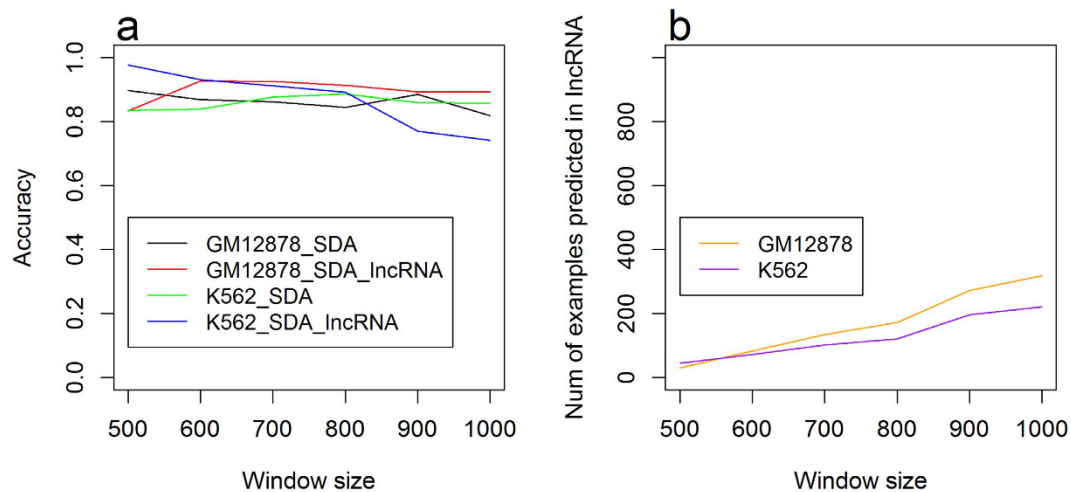 a
Accuracy
1.0
0.8
0.6
0.4
0.2
0.0
GM12878_SDA
GM12878_SDA_lncRNA
K562_SDA
K562_SDA_lncRNA
500 600 700 800 900 1000
Window size
b
Num of examples predicted in lncRNA
800
600
400
200
0
GM12878
K562
500 600 700 800 900 1000
Window size